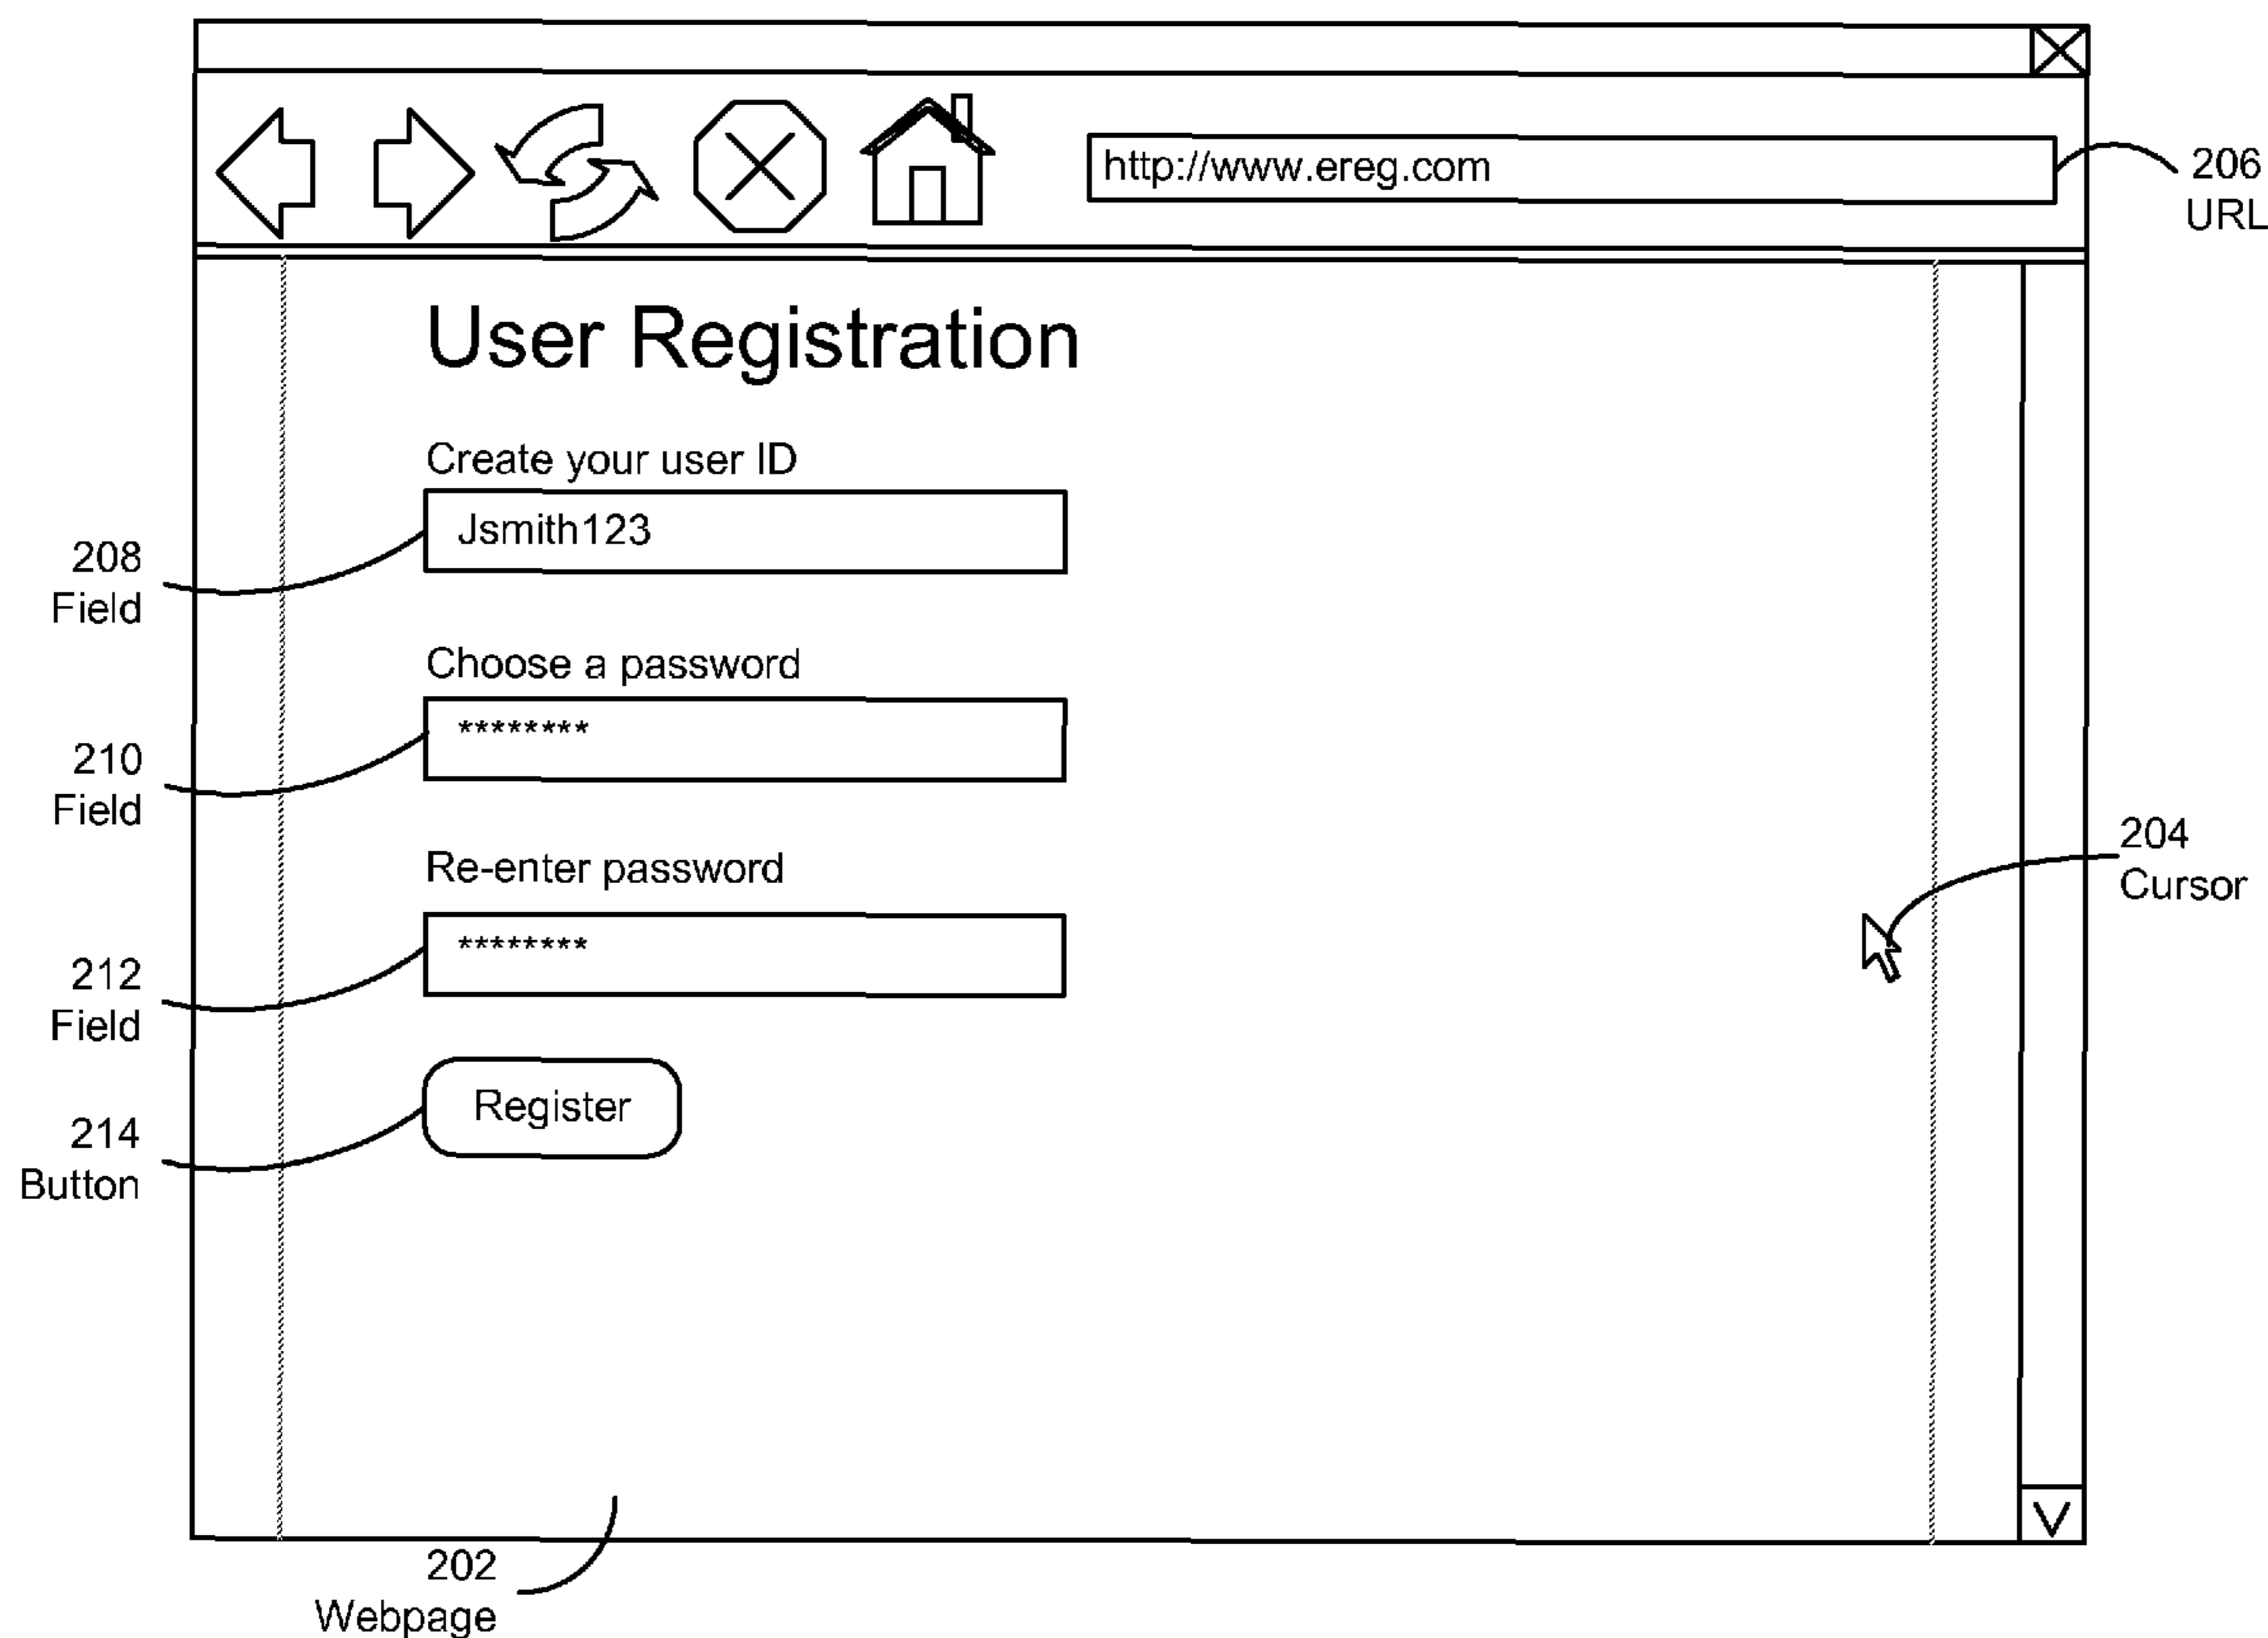 http://www.ereg.com
206
URL
User Registration
Create your user ID
Jsmith123
208
Field
Choose a password
********
210
Field
Re-enter password
204
Cursor
********
212
Field
Register
214
Button
202
Webpage